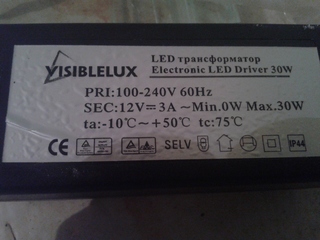 VISIBLELUX
LED трансформатор
Electronic LED Driver 30W
PRI:100-240V 60Hz
SEC:12V⎓3A ~Min.0W Max.30W
ta:-10℃~+50℃ tc:75℃
SELV
IP44